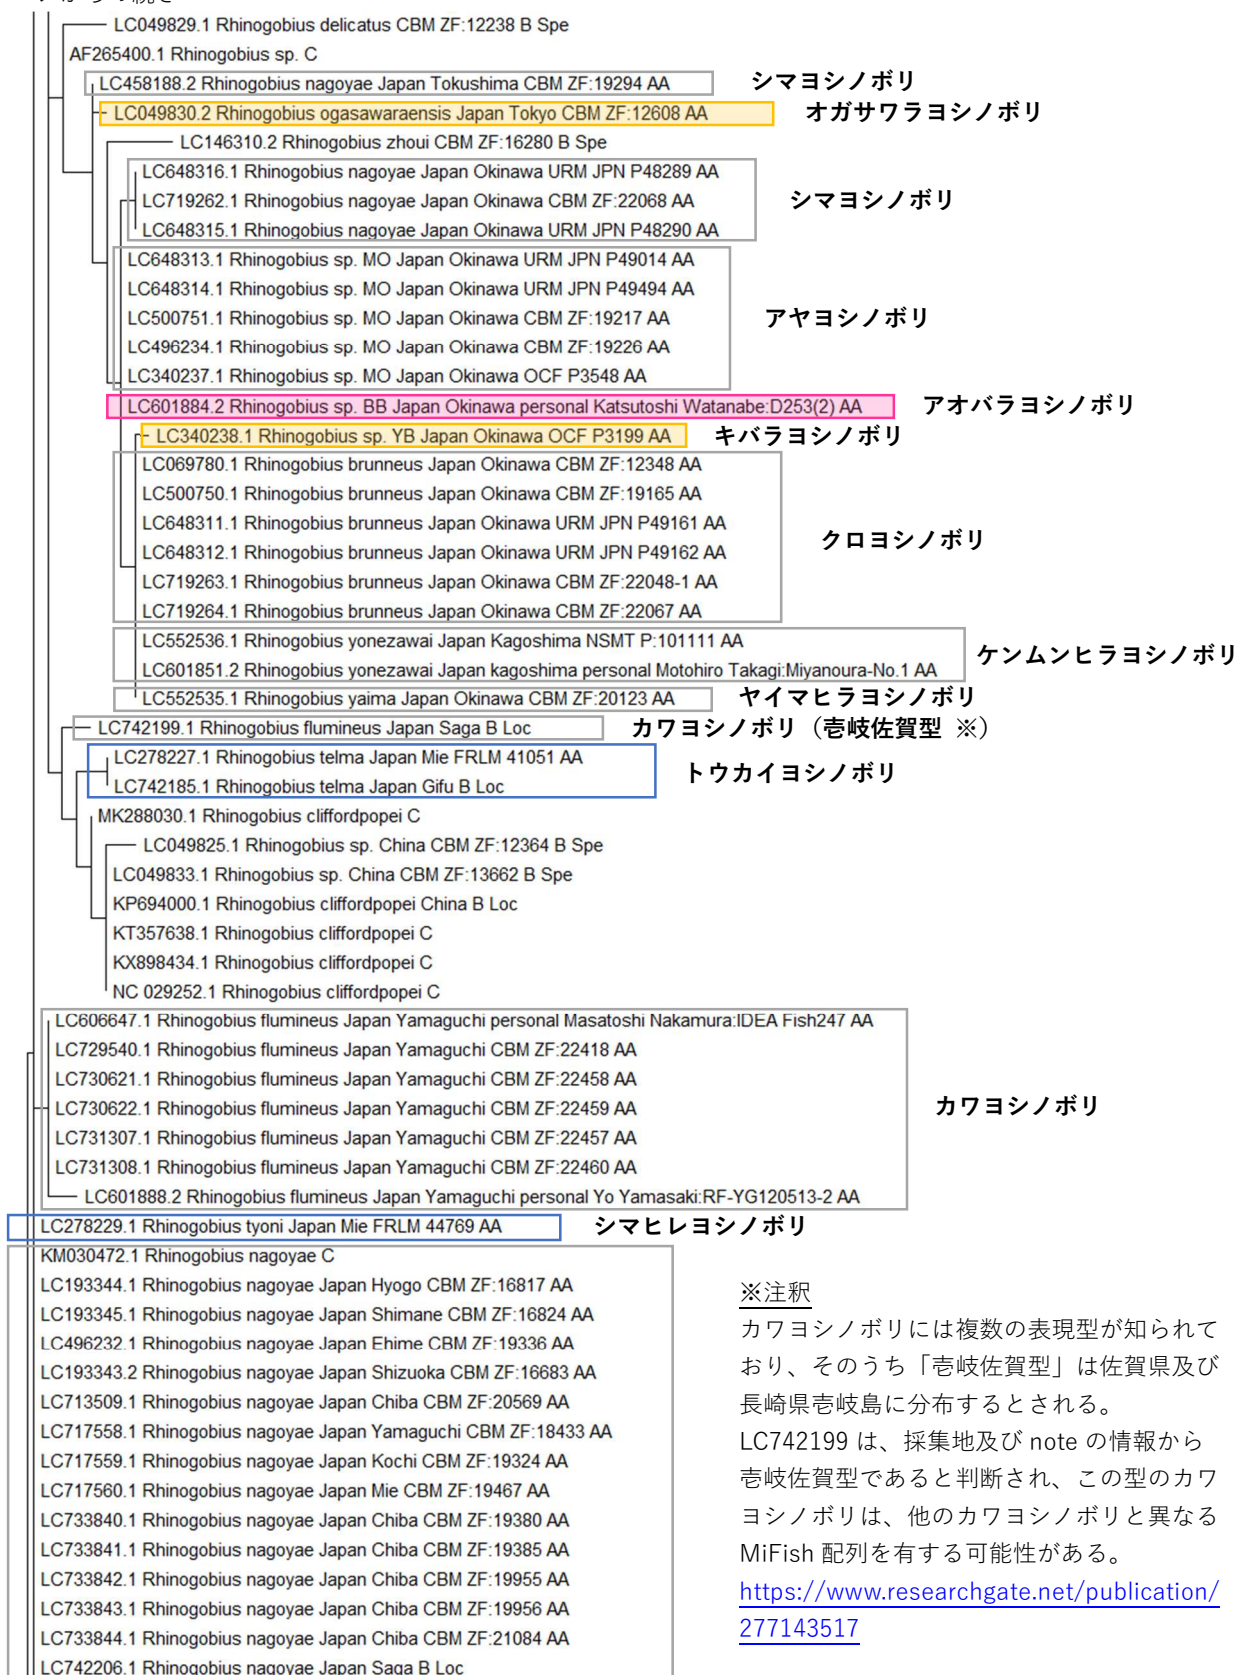 LC049829.1 Rhinogobius delicatus CBM ZF:12238 B Spe
AF265400.1 Rhinogobius sp. C
LC458188.2 Rhinogobius nagoyae Japan Tokushima CBM ZF:19294 AA シマヨシノボリ
LC049830.2 Rhinogobius ogasawaraensis Japan Tokyo CBM ZF:12608 AA オガサワラヨシノボリ
LC146310.2 Rhinogobius zhoui CBM ZF:16280 B Spe
LC648316.1 Rhinogobius nagoyae Japan Okinawa URM JPN P48289 AA
LC719262.1 Rhinogobius nagoyae Japan Okinawa CBM ZF:22068 AA シマヨシノボリ
LC648315.1 Rhinogobius nagoyae Japan Okinawa URM JPN P48290 AA
LC648313.1 Rhinogobius sp. MO Japan Okinawa URM JPN P49014 AA
LC648314.1 Rhinogobius sp. MO Japan Okinawa URM JPN P49494 AA
LC500751.1 Rhinogobius sp. MO Japan Okinawa CBM ZF:19217 AA アヤヨシノボリ
LC496234.1 Rhinogobius sp. MO Japan Okinawa CBM ZF:19226 AA
LC340237.1 Rhinogobius sp. MO Japan Okinawa OCF P3548 AA
LC601884.2 Rhinogobius sp. BB Japan Okinawa personal Katsutoshi Watanabe:D253(2) AA アオバラヨシノボリ
LC340238.1 Rhinogobius sp. YB Japan Okinawa OCF P3199 AA キバラヨシノボリ
LC069780.1 Rhinogobius brunneus Japan Okinawa CBM ZF:12348 AA
LC500750.1 Rhinogobius brunneus Japan Okinawa CBM ZF:19165 AA
LC648311.1 Rhinogobius brunneus Japan Okinawa URM JPN P49161 AA
クロヨシノボリ
LC648312.1 Rhinogobius brunneus Japan Okinawa URM JPN P49162 AA
LC719263.1 Rhinogobius brunneus Japan Okinawa CBM ZF:22048-1 AA
LC719264.1 Rhinogobius brunneus Japan Okinawa CBM ZF:22067 AA
LC552536.1 Rhinogobius yonezawai Japan Kagoshima NSMT P:101111 AA
ケンムンヒラヨシノボリ
LC601851.2 Rhinogobius yonezawai Japan kagoshima personal Motohiro Takagi:Miyanoura-No.1 AA
LC552535.1 Rhinogobius yaima Japan Okinawa CBM ZF:20123 AA ヤイマヒラヨシノボリ
LC742199.1 Rhinogobius flumineus Japan Saga B Loc カワヨシノボリ（壱岐佐賀型 ※）
LC278227.1 Rhinogobius telma Japan Mie FRLM 41051 AA
トウカイヨシノボリ
LC742185.1 Rhinogobius telma Japan Gifu B Loc
MK288030.1 Rhinogobius cliffordpopei C
LC049825.1 Rhinogobius sp. China CBM ZF:12364 B Spe
LC049833.1 Rhinogobius sp. China CBM ZF:13662 B Spe
KP694000.1 Rhinogobius cliffordpopei China B Loc
KT357638.1 Rhinogobius cliffordpopei C
KX898434.1 Rhinogobius cliffordpopei C
NC 029252.1 Rhinogobius cliffordpopei C
LC606647.1 Rhinogobius flumineus Japan Yamaguchi personal Masatoshi Nakamura:IDEA Fish247 AA
LC729540.1 Rhinogobius flumineus Japan Yamaguchi CBM ZF:22418 AA
LC730621.1 Rhinogobius flumineus Japan Yamaguchi CBM ZF:22458 AA
LC730622.1 Rhinogobius flumineus Japan Yamaguchi CBM ZF:22459 AA カワヨシノボリ
LC731307.1 Rhinogobius flumineus Japan Yamaguchi CBM ZF:22457 AA
LC731308.1 Rhinogobius flumineus Japan Yamaguchi CBM ZF:22460 AA
LC601888.2 Rhinogobius flumineus Japan Yamaguchi personal Yo Yamasaki:RF-YG120513-2 AA
LC278229.1 Rhinogobius tyoni Japan Mie FRLM 44769 AA シマヒレヨシノボリ
KM030472.1 Rhinogobius nagoyae C
LC193344.1 Rhinogobius nagoyae Japan Hyogo CBM ZF:16817 AA
LC193345.1 Rhinogobius nagoyae Japan Shimane CBM ZF:16824 AA
LC496232.1 Rhinogobius nagoyae Japan Ehime CBM ZF:19336 AA
LC193343.2 Rhinogobius nagoyae Japan Shizuoka CBM ZF:16683 AA
LC713509.1 Rhinogobius nagoyae Japan Chiba CBM ZF:20569 AA
LC717558.1 Rhinogobius nagoyae Japan Yamaguchi CBM ZF:18433 AA
LC717559.1 Rhinogobius nagoyae Japan Kochi CBM ZF:19324 AA
LC717560.1 Rhinogobius nagoyae Japan Mie CBM ZF:19467 AA
LC733840.1 Rhinogobius nagoyae Japan Chiba CBM ZF:19380 AA
LC733841.1 Rhinogobius nagoyae Japan Chiba CBM ZF:19385 AA
LC733842.1 Rhinogobius nagoyae Japan Chiba CBM ZF:19955 AA
LC733843.1 Rhinogobius nagoyae Japan Chiba CBM ZF:19956 AA
LC733844.1 Rhinogobius nagoyae Japan Chiba CBM ZF:21084 AA
LC742206.1 Rhinogobius nagoyae Japan Saga B Loc
※注釈
カワヨシノボリには複数の表現型が知られて
おり、そのうち「壱岐佐賀型」は佐賀県及び
長崎県壱岐島に分布するとされる。
LC742199 は、採集地及び note の情報から
壱岐佐賀型であると判断され、この型のカワ
ヨシノボリは、他のカワヨシノボリと異なる
MiFish 配列を有する可能性がある。
https://www.researchgate.net/publication/
277143517